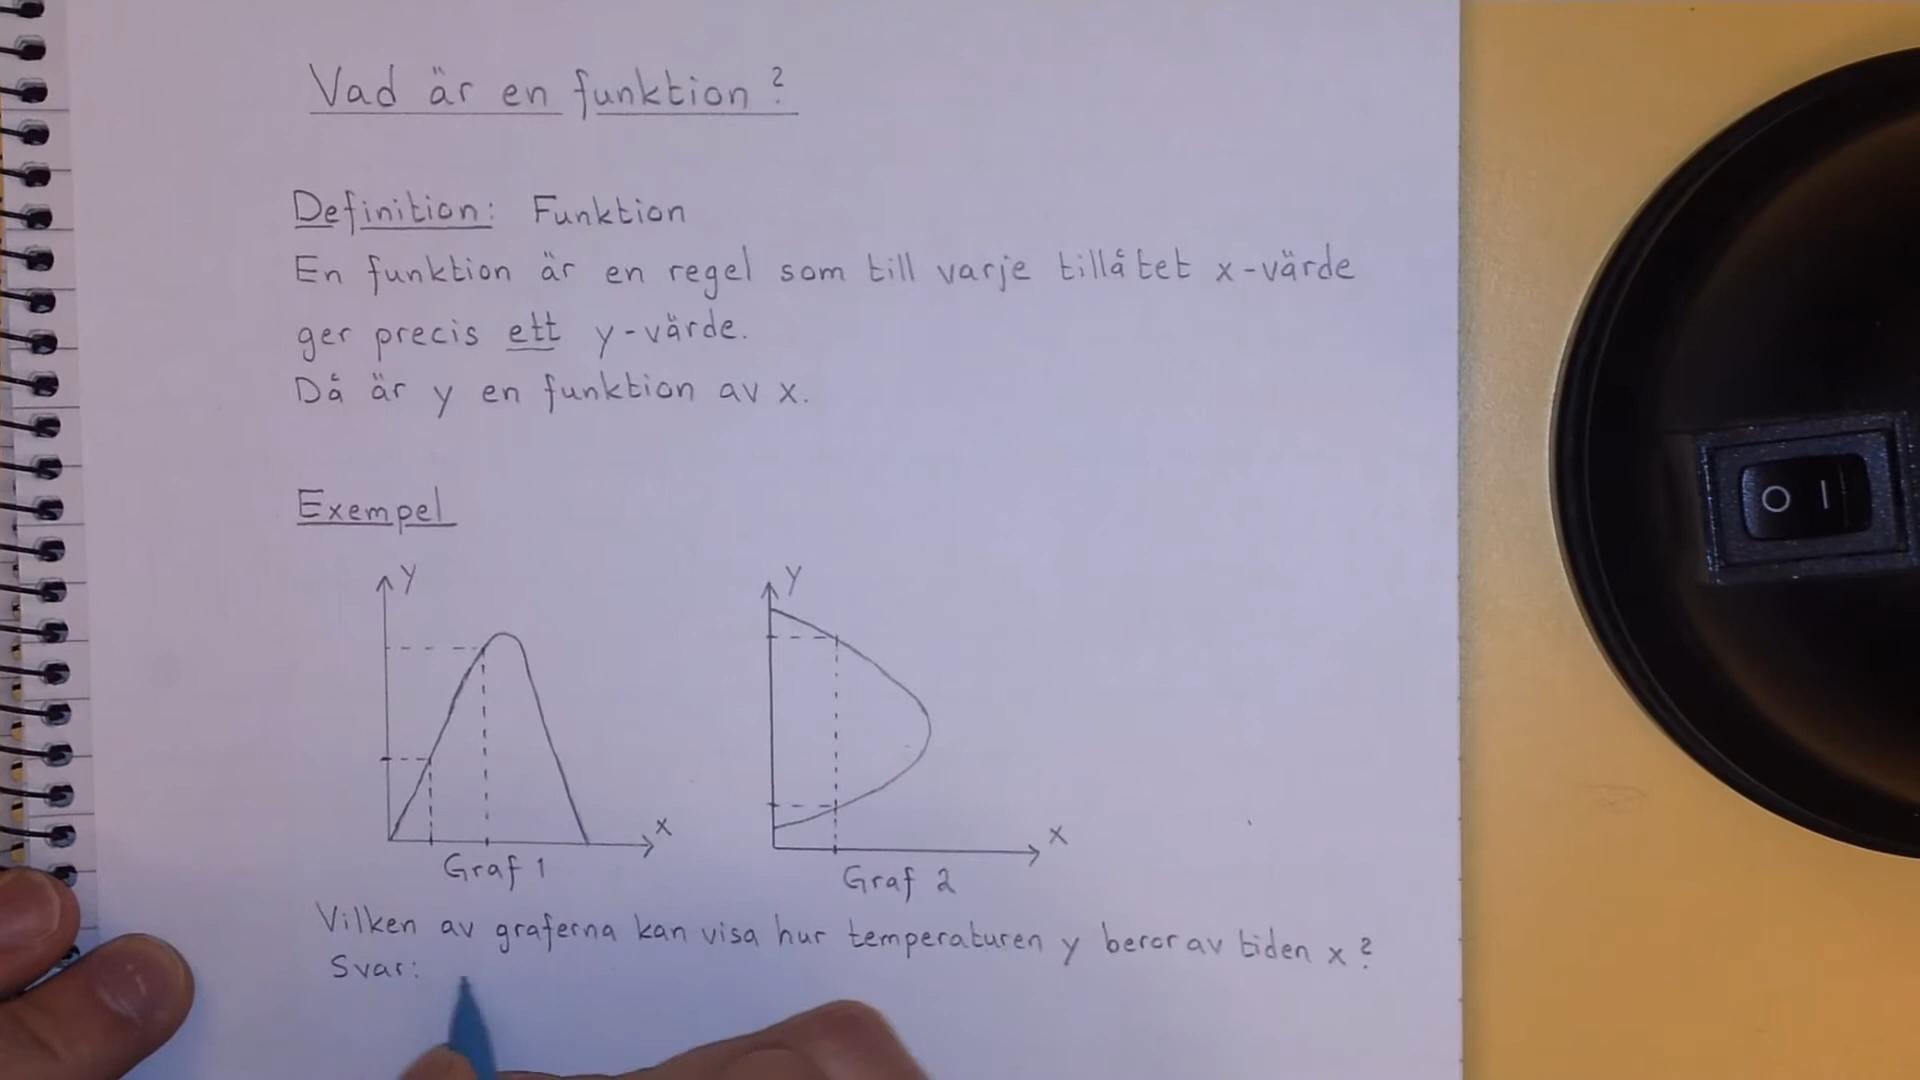 Vad är en funktion?
Definition: Funktion
En funktion är en regel som till varje tillåtet x-värde
ger precis ett y-värde.
Då är y en funktion av x.
Exempel
y
x
Graf 1
y
x
Graf 2
Vilken av graferna kan visa hur temperaturen y beror av tiden x?
Svar:
O I